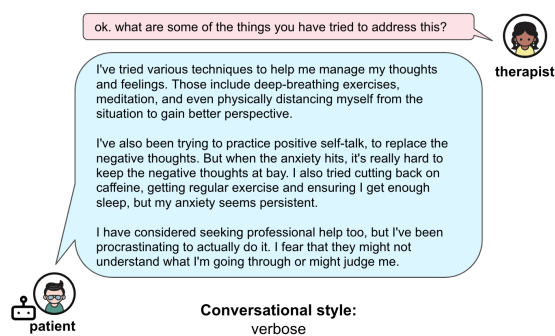 ok. what are some of the things you have tried to address this?
therapist
I've tried various techniques to help me manage my thoughts
and feelings. Those include deep-breathing exercises,
meditation, and even physically distancing myself from the
situation to gain better perspective.
I've also been trying to practice positive self-talk, to replace the
negative thoughts. But when the anxiety hits, it's really hard to
keep the negative thoughts at bay. I also tried cutting back on
caffeine, getting regular exercise and ensuring I get enough
sleep, but my anxiety seems persistent.
I have considered seeking professional help too, but I've been
procrastinating to actually do it. I fear that they might not
understand what I'm going through or might judge me.
patient
Conversational style:
verbose